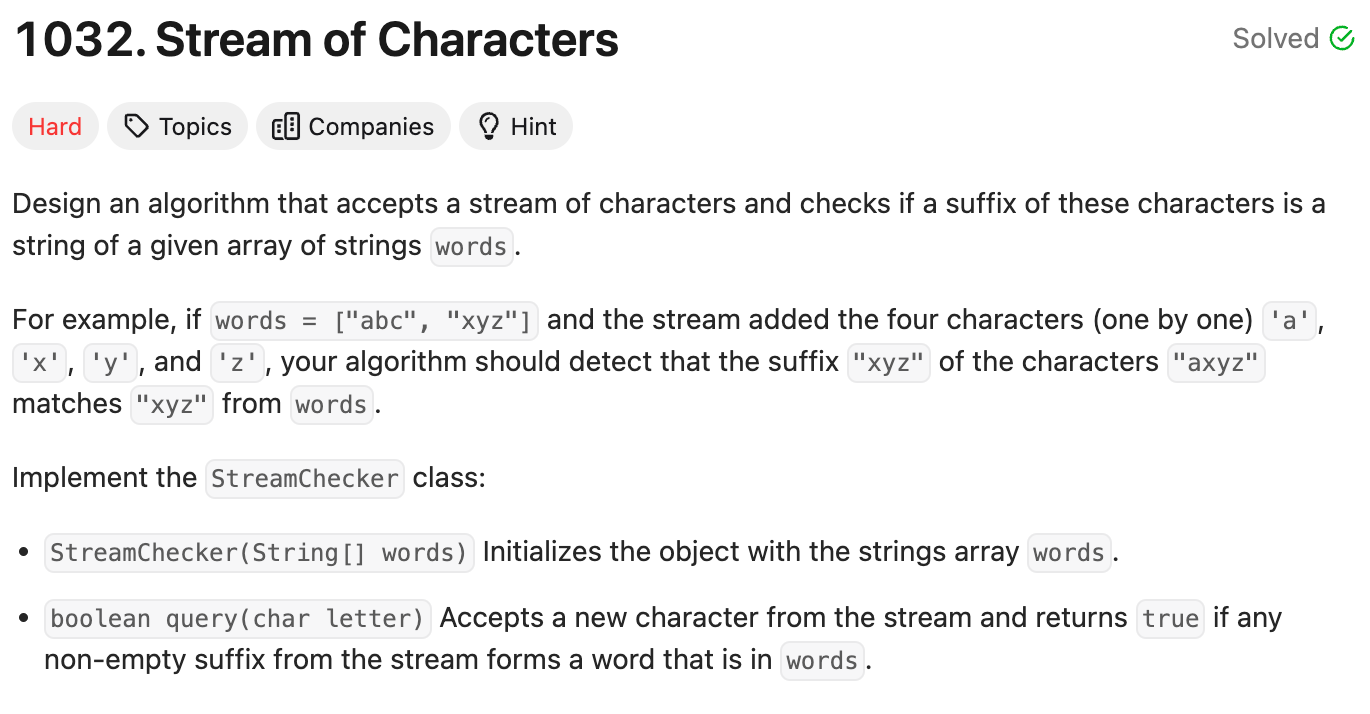 1032. Stream of Characters
Solved
Hard
Topics
Companies
Hint
Design an algorithm that accepts a stream of characters and checks if a suffix of these characters is a
string of a given array of strings words.
For example, if words = ["abc", "xyz"] and the stream added the four characters (one by one) 'a',
'x', 'y', and 'z', your algorithm should detect that the suffix "xyz" of the characters "axyz"
matches "xyz" from words.
Implement the StreamChecker class:
• StreamChecker(String[] words) Initializes the object with the strings array words.
• boolean query(char letter) Accepts a new character from the stream and returns true if any
non-empty suffix from the stream forms a word that is in words.